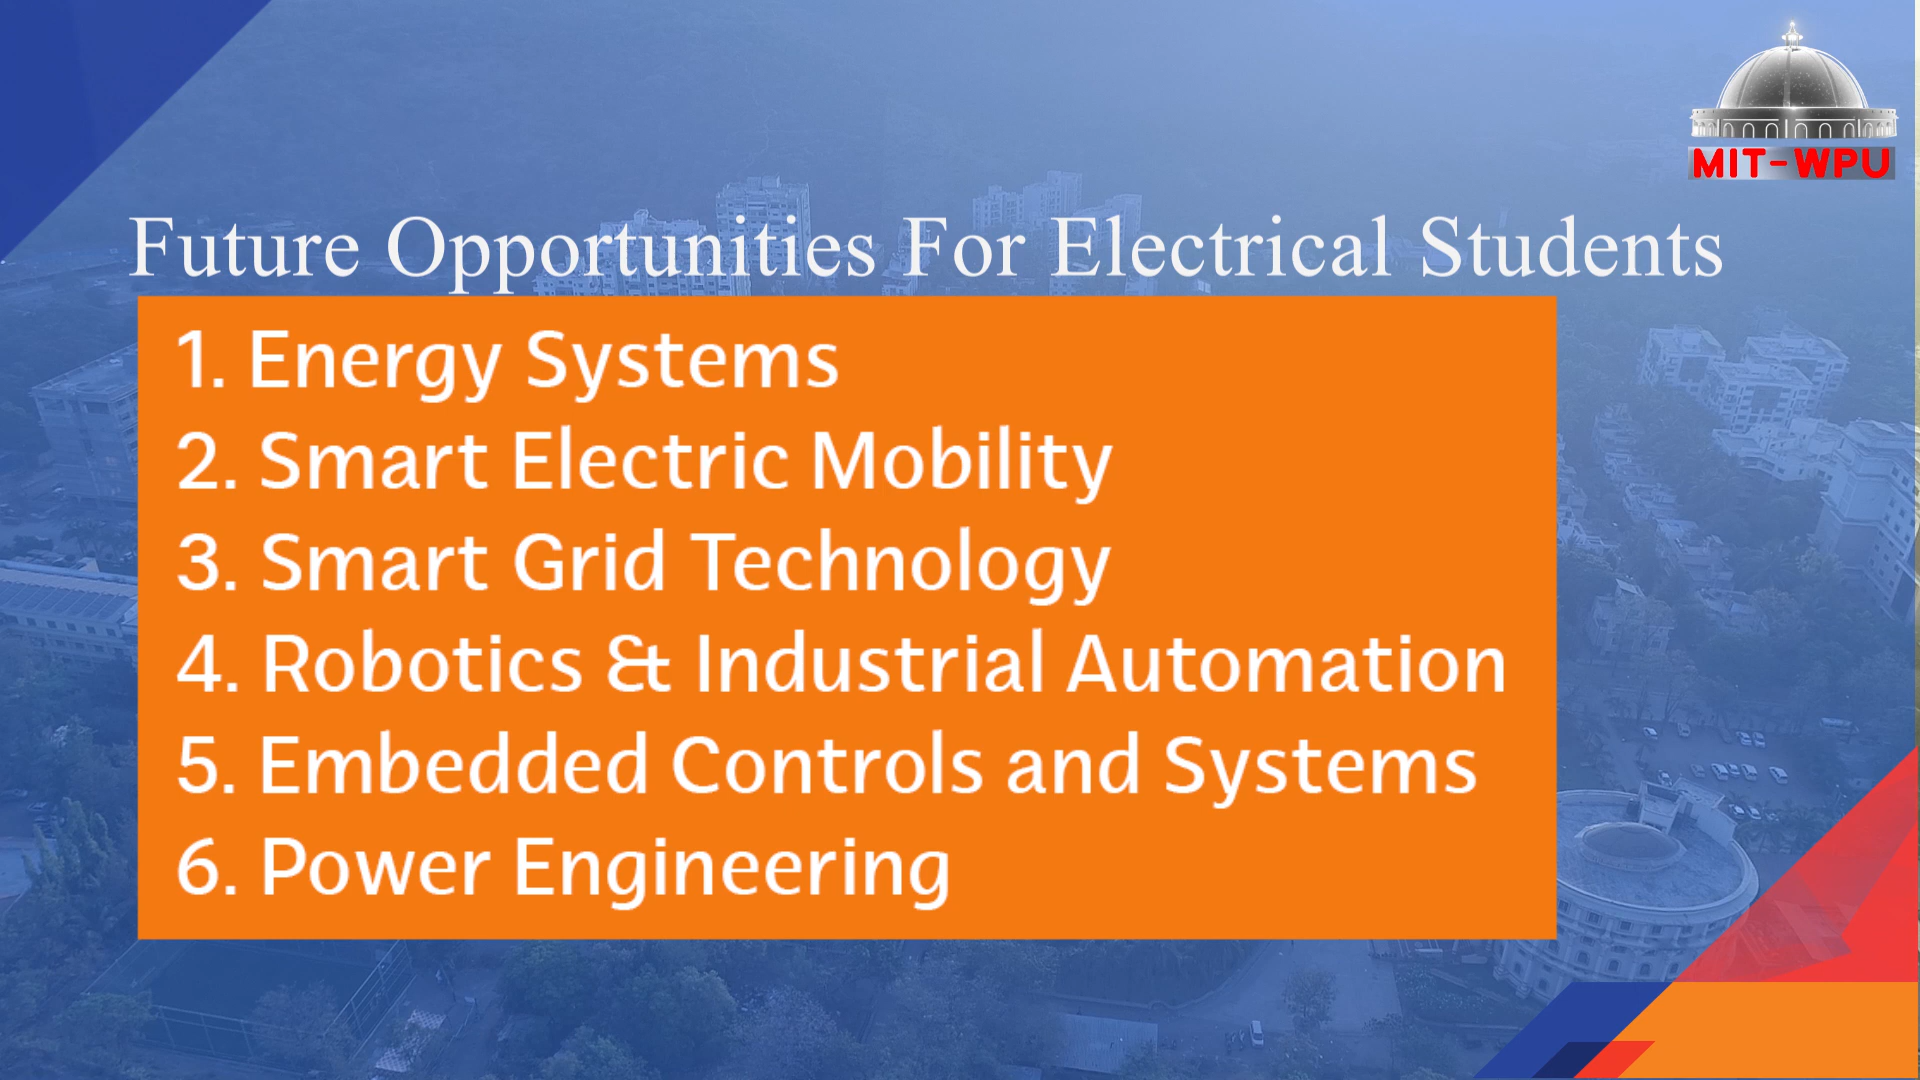 MIT-WPU
Future Opportunities For Electrical Students
1. Energy Systems
2. Smart Electric Mobility
3. Smart Grid Technology
4. Robotics & Industrial Automation
5. Embedded Controls and Systems
6. Power Engineering